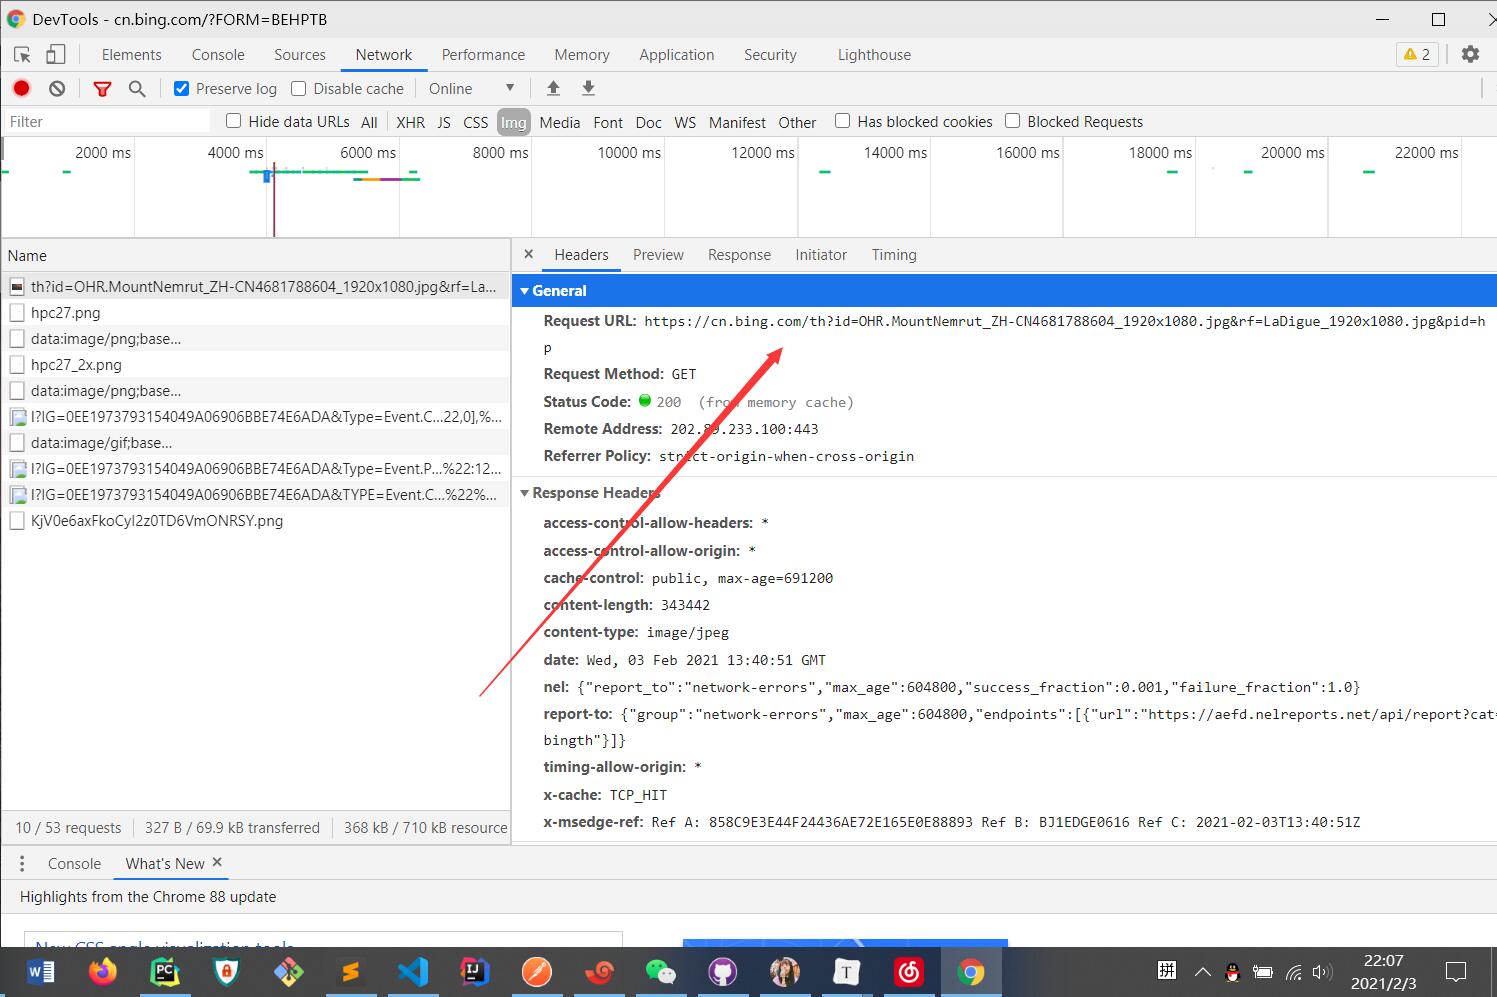 DevTools - cn.bing.com/?FORM=BEHPTB
Elements Console Sources Network Performance Memory Application Security Lighthouse 2
Preserve log Disable cache Online
Filter Hide data URLs All XHR JS CSS Img Media Font Doc WS Manifest Other Has blocked cookies Blocked Requests
2000 ms 4000 ms 6000 ms 8000 ms 10000 ms 12000 ms 14000 ms 16000 ms 18000 ms 20000 ms 22000 ms
Name
th?id=OHR.MountNemrut_ZH-CN4681788604_1920x1080.jpg&rf=La...
hpc27.png
data:image/png;base...
hpc27_2x.png
data:image/png;base...
l?IG=0EE1973793154049A06906BBE74E6ADA&Type=Event.C...22,0],%...
data:image/gif;base...
l?IG=0EE1973793154049A06906BBE74E6ADA&Type=Event.P...%22:12...
l?IG=0EE1973793154049A06906BBE74E6ADA&TYPE=Event.C...%22%...
KjV0e6axFkoCyI2z0TD6VmONRSY.png
10 / 53 requests 327 B / 69.9 kB transferred 368 kB / 710 kB resource
Headers Preview Response Initiator Timing
General
Request URL: https://cn.bing.com/th?id=OHR.MountNemrut_ZH-CN4681788604_1920x1080.jpg&rf=LaDigue_1920x1080.jpg&pid=h
p
Request Method: GET
Status Code: 200 (from memory cache)
Remote Address: 202.89.233.100:443
Referrer Policy: strict-origin-when-cross-origin
Response Headers
access-control-allow-headers: *
access-control-allow-origin: *
cache-control: public, max-age=691200
content-length: 343442
content-type: image/jpeg
date: Wed, 03 Feb 2021 13:40:51 GMT
nel: {"report_to":"network-errors","max_age":604800,"success_fraction":0.001,"failure_fraction":1.0}
report-to: {"group":"network-errors","max_age":604800,"endpoints":[{"url":"https://aefd.nelreports.net/api/report?cat=
bingth"}]}
timing-allow-origin: *
x-cache: TCP_HIT
x-msedge-ref: Ref A: 858C9E3E44F24436AE72E165E0E88893 Ref B: BJ1EDGE0616 Ref C: 2021-02-03T13:40:51Z
Console What's New
Highlights from the Chrome 88 update
New CSS angle visualization tools
W PC IJ T 拼 22:07
2021/2/3